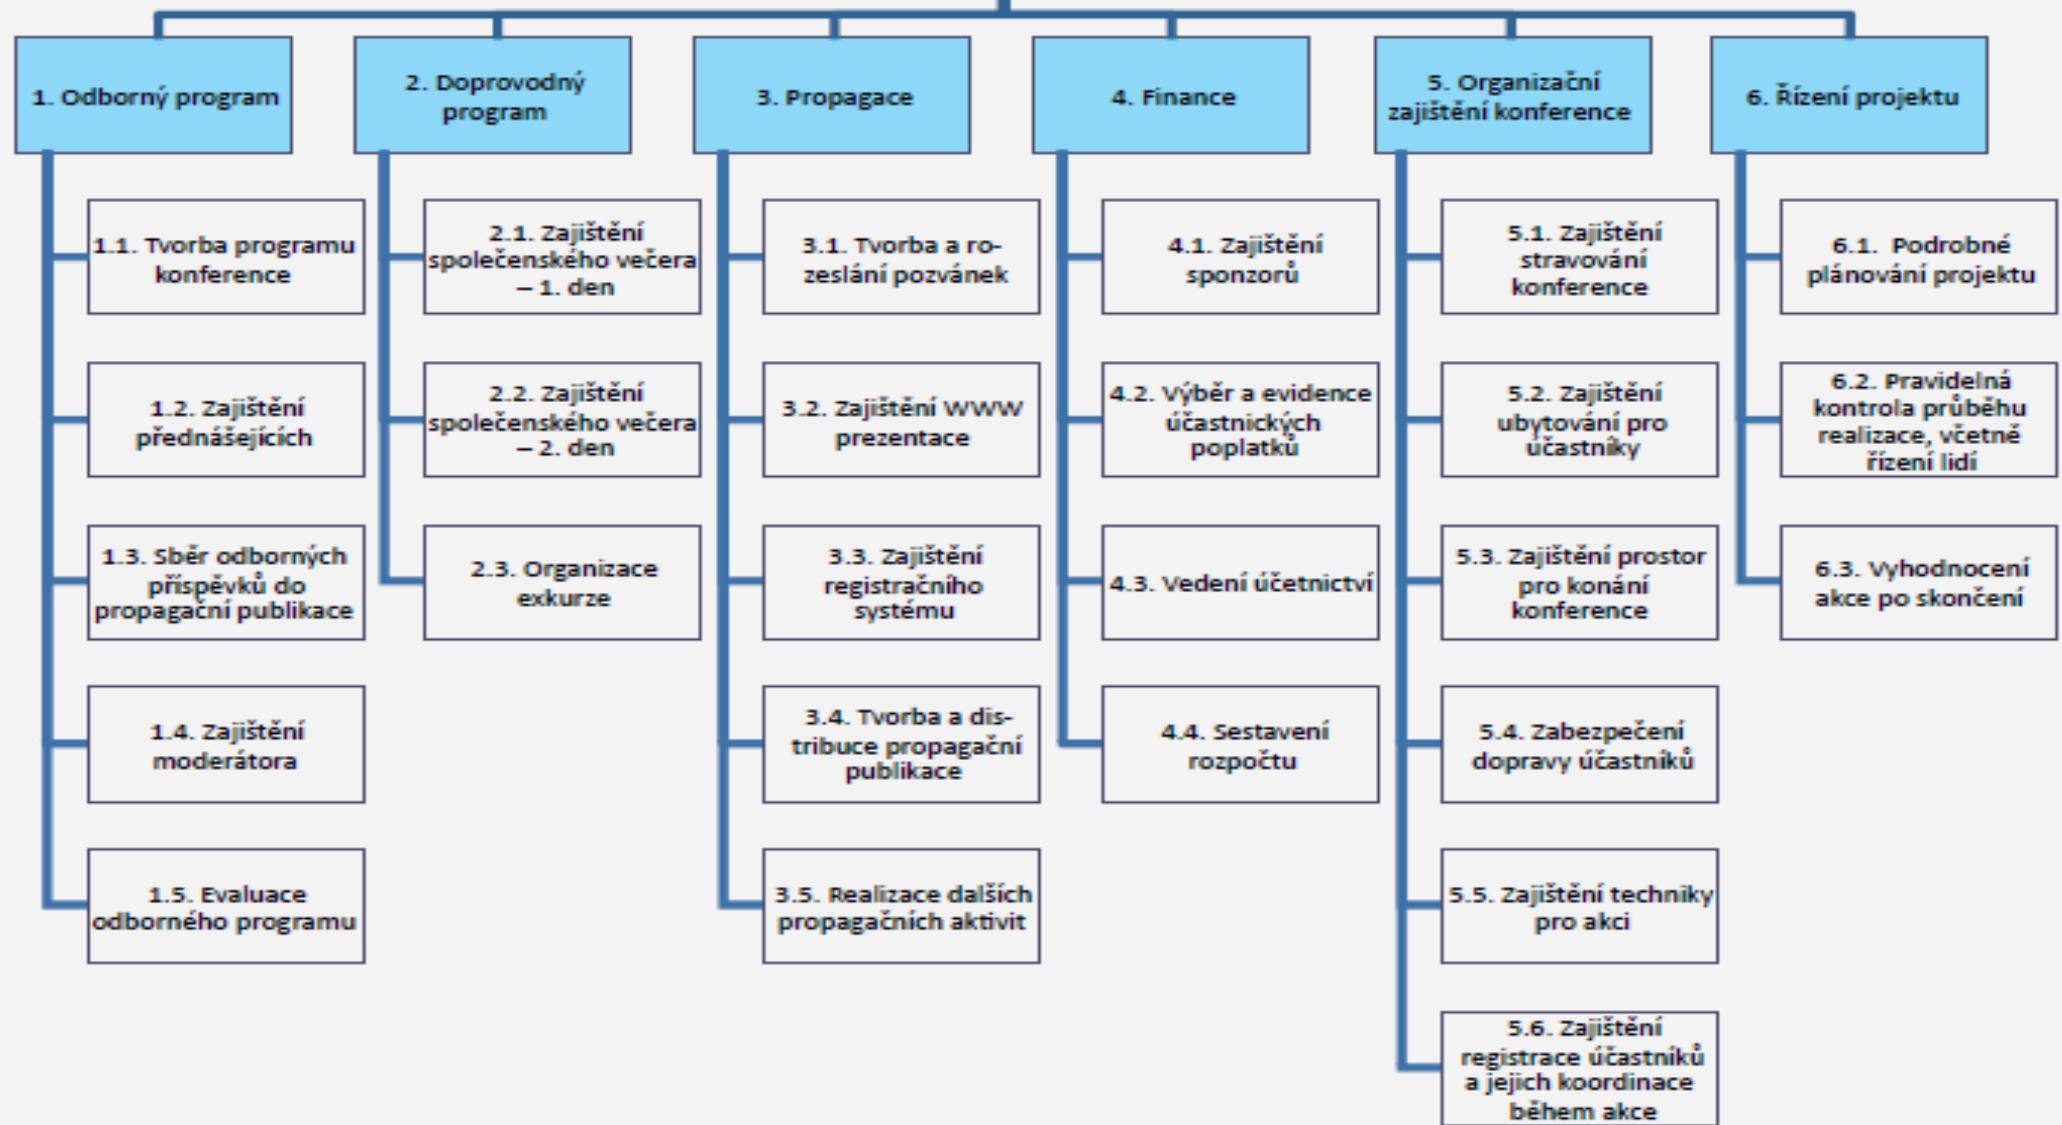 1. Odborný program
2. Doprovodný
program
3. Propagace
4. Finance
5. Organizační
zajištění konference
6. Řízení projektu
1.1. Tvorba programu
konference
1.2. Zajištění
přednášejících
1.3. Sběr odborných
příspěvků do
propagační publikace
1.4. Zajištění
moderátora
1.5. Evaluace
odborného programu
2.1. Zajištění
společenského večera
– 1. den
2.2. Zajištění
společenského večera
– 2. den
2.3. Organizace
exkurze
3.1. Tvorba a ro-
zeslání pozvánek
3.2. Zajištění WWW
prezentace
3.3. Zajištění
registračního
systému
3.4. Tvorba a dis-
tribuce propagační
publikace
3.5. Realizace dalších
propagačních aktivit
4.1. Zajištění
sponzorů
4.2. Výběr a evidence
účastnických
poplatků
4.3. Vedení účetnictví
4.4. Sestavení
rozpočtu
5.1. Zajištění
stravování
konference
5.2. Zajištění
ubytování pro
účastníky
5.3. Zajištění prostor
pro konání
konference
5.4. Zabezpečení
dopravy účastníků
5.5. Zajištění techniky
pro akci
5.6. Zajištění
registrace účastníků
a jejich koordinace
během akce
6.1. Podrobné
plánování projektu
6.2. Pravidelná
kontrola průběhu
realizace, včetně
řízení lidí
6.3. Vyhodnocení
akce po skončení